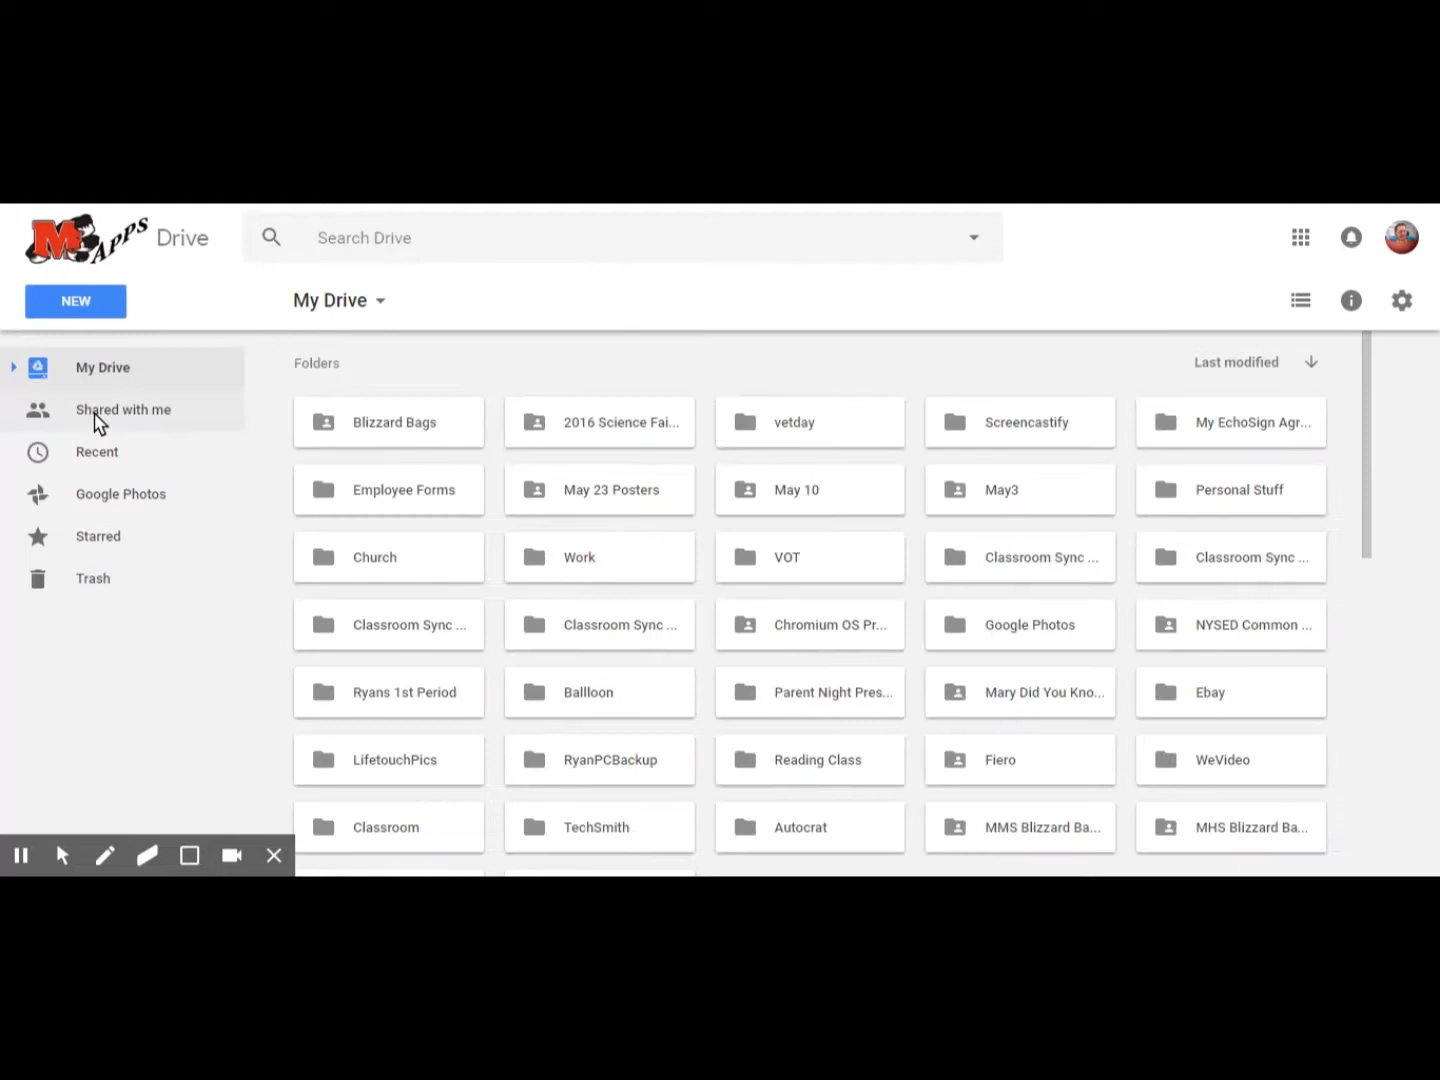 M Apps Drive
Search Drive
NEW
My Drive
My Drive
Shared with me
Recent
Google Photos
Starred
Trash
Folders
Last modified
Blizzard Bags
2016 Science Fai...
vetday
Screencastify
My EchoSign Agr...
Employee Forms
May 23 Posters
May 10
May3
Personal Stuff
Church
Work
VOT
Classroom Sync ...
Classroom Sync ...
Classroom Sync ...
Classroom Sync ...
Chromium OS Pr...
Google Photos
NYSED Common ...
Ryans 1st Period
Ballloon
Parent Night Pres...
Mary Did You Kno...
Ebay
LifetouchPics
RyanPCBackup
Reading Class
Fiero
WeVideo
Classroom
TechSmith
Autocrat
MMS Blizzard Ba...
MHS Blizzard Ba...